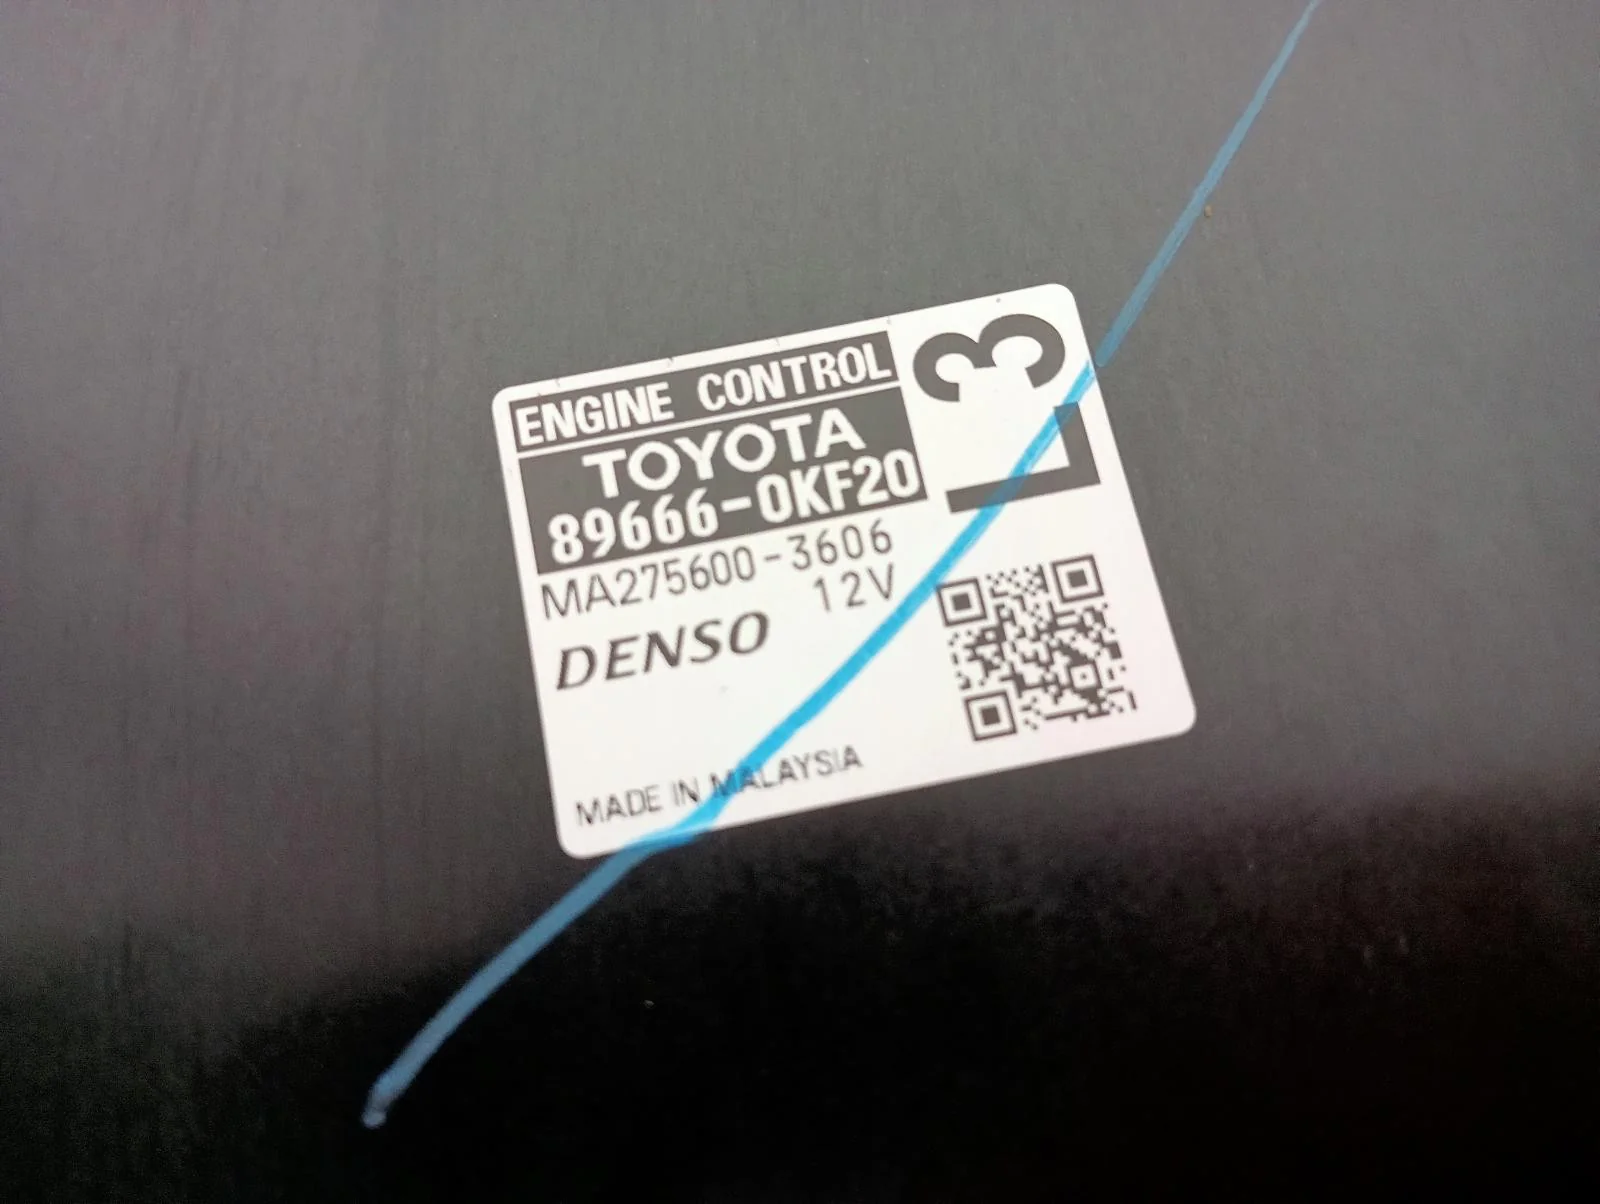 ENGINE CONTROL
TOYOTA
89666-0KF20
MA275600-3606
12V
DENSO
MADE IN MALAYSIA
L3